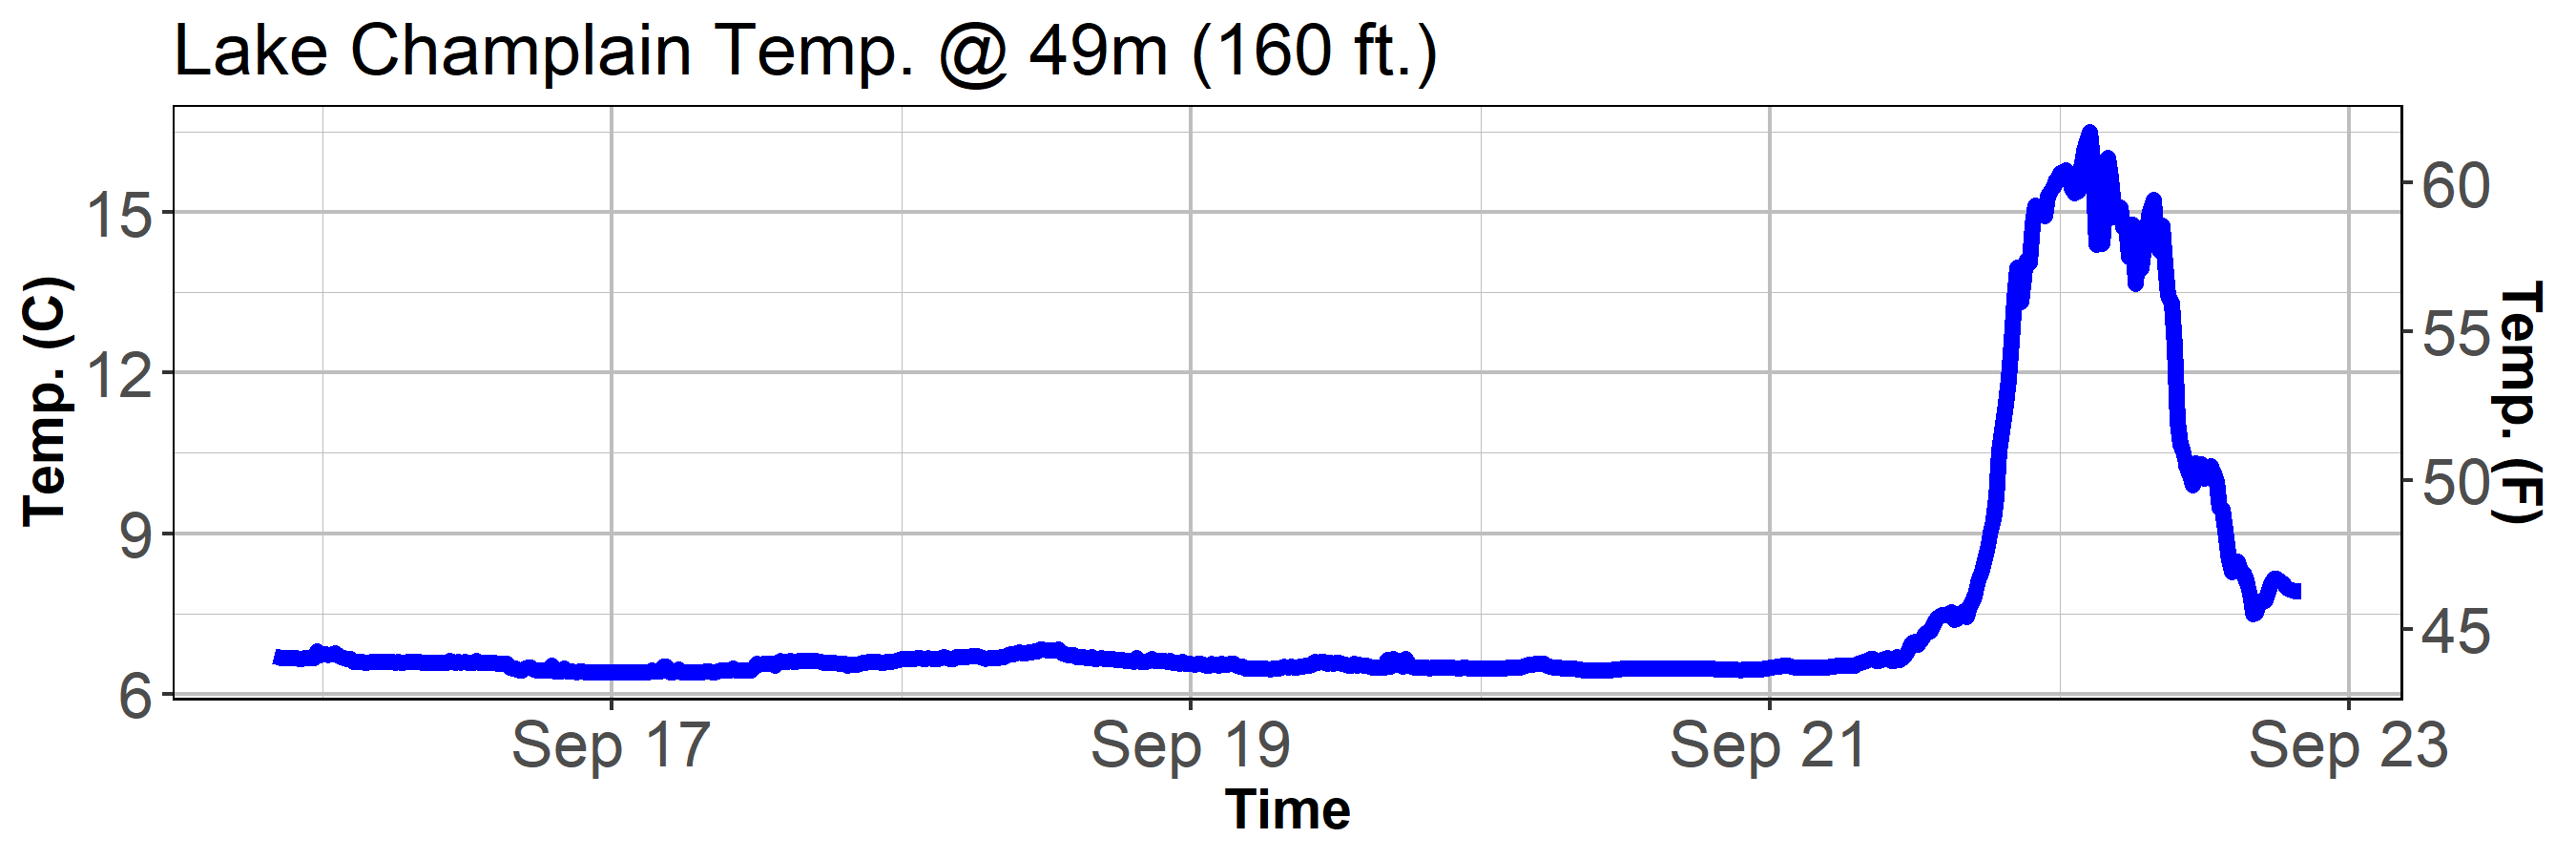 Lake Champlain Temp. @ 49m (160 ft.)
Temp. (C)
15
12
9
6
60
55
50
45
Temp. (F)
Sep 17
Sep 19
Sep 21
Sep 23
Time